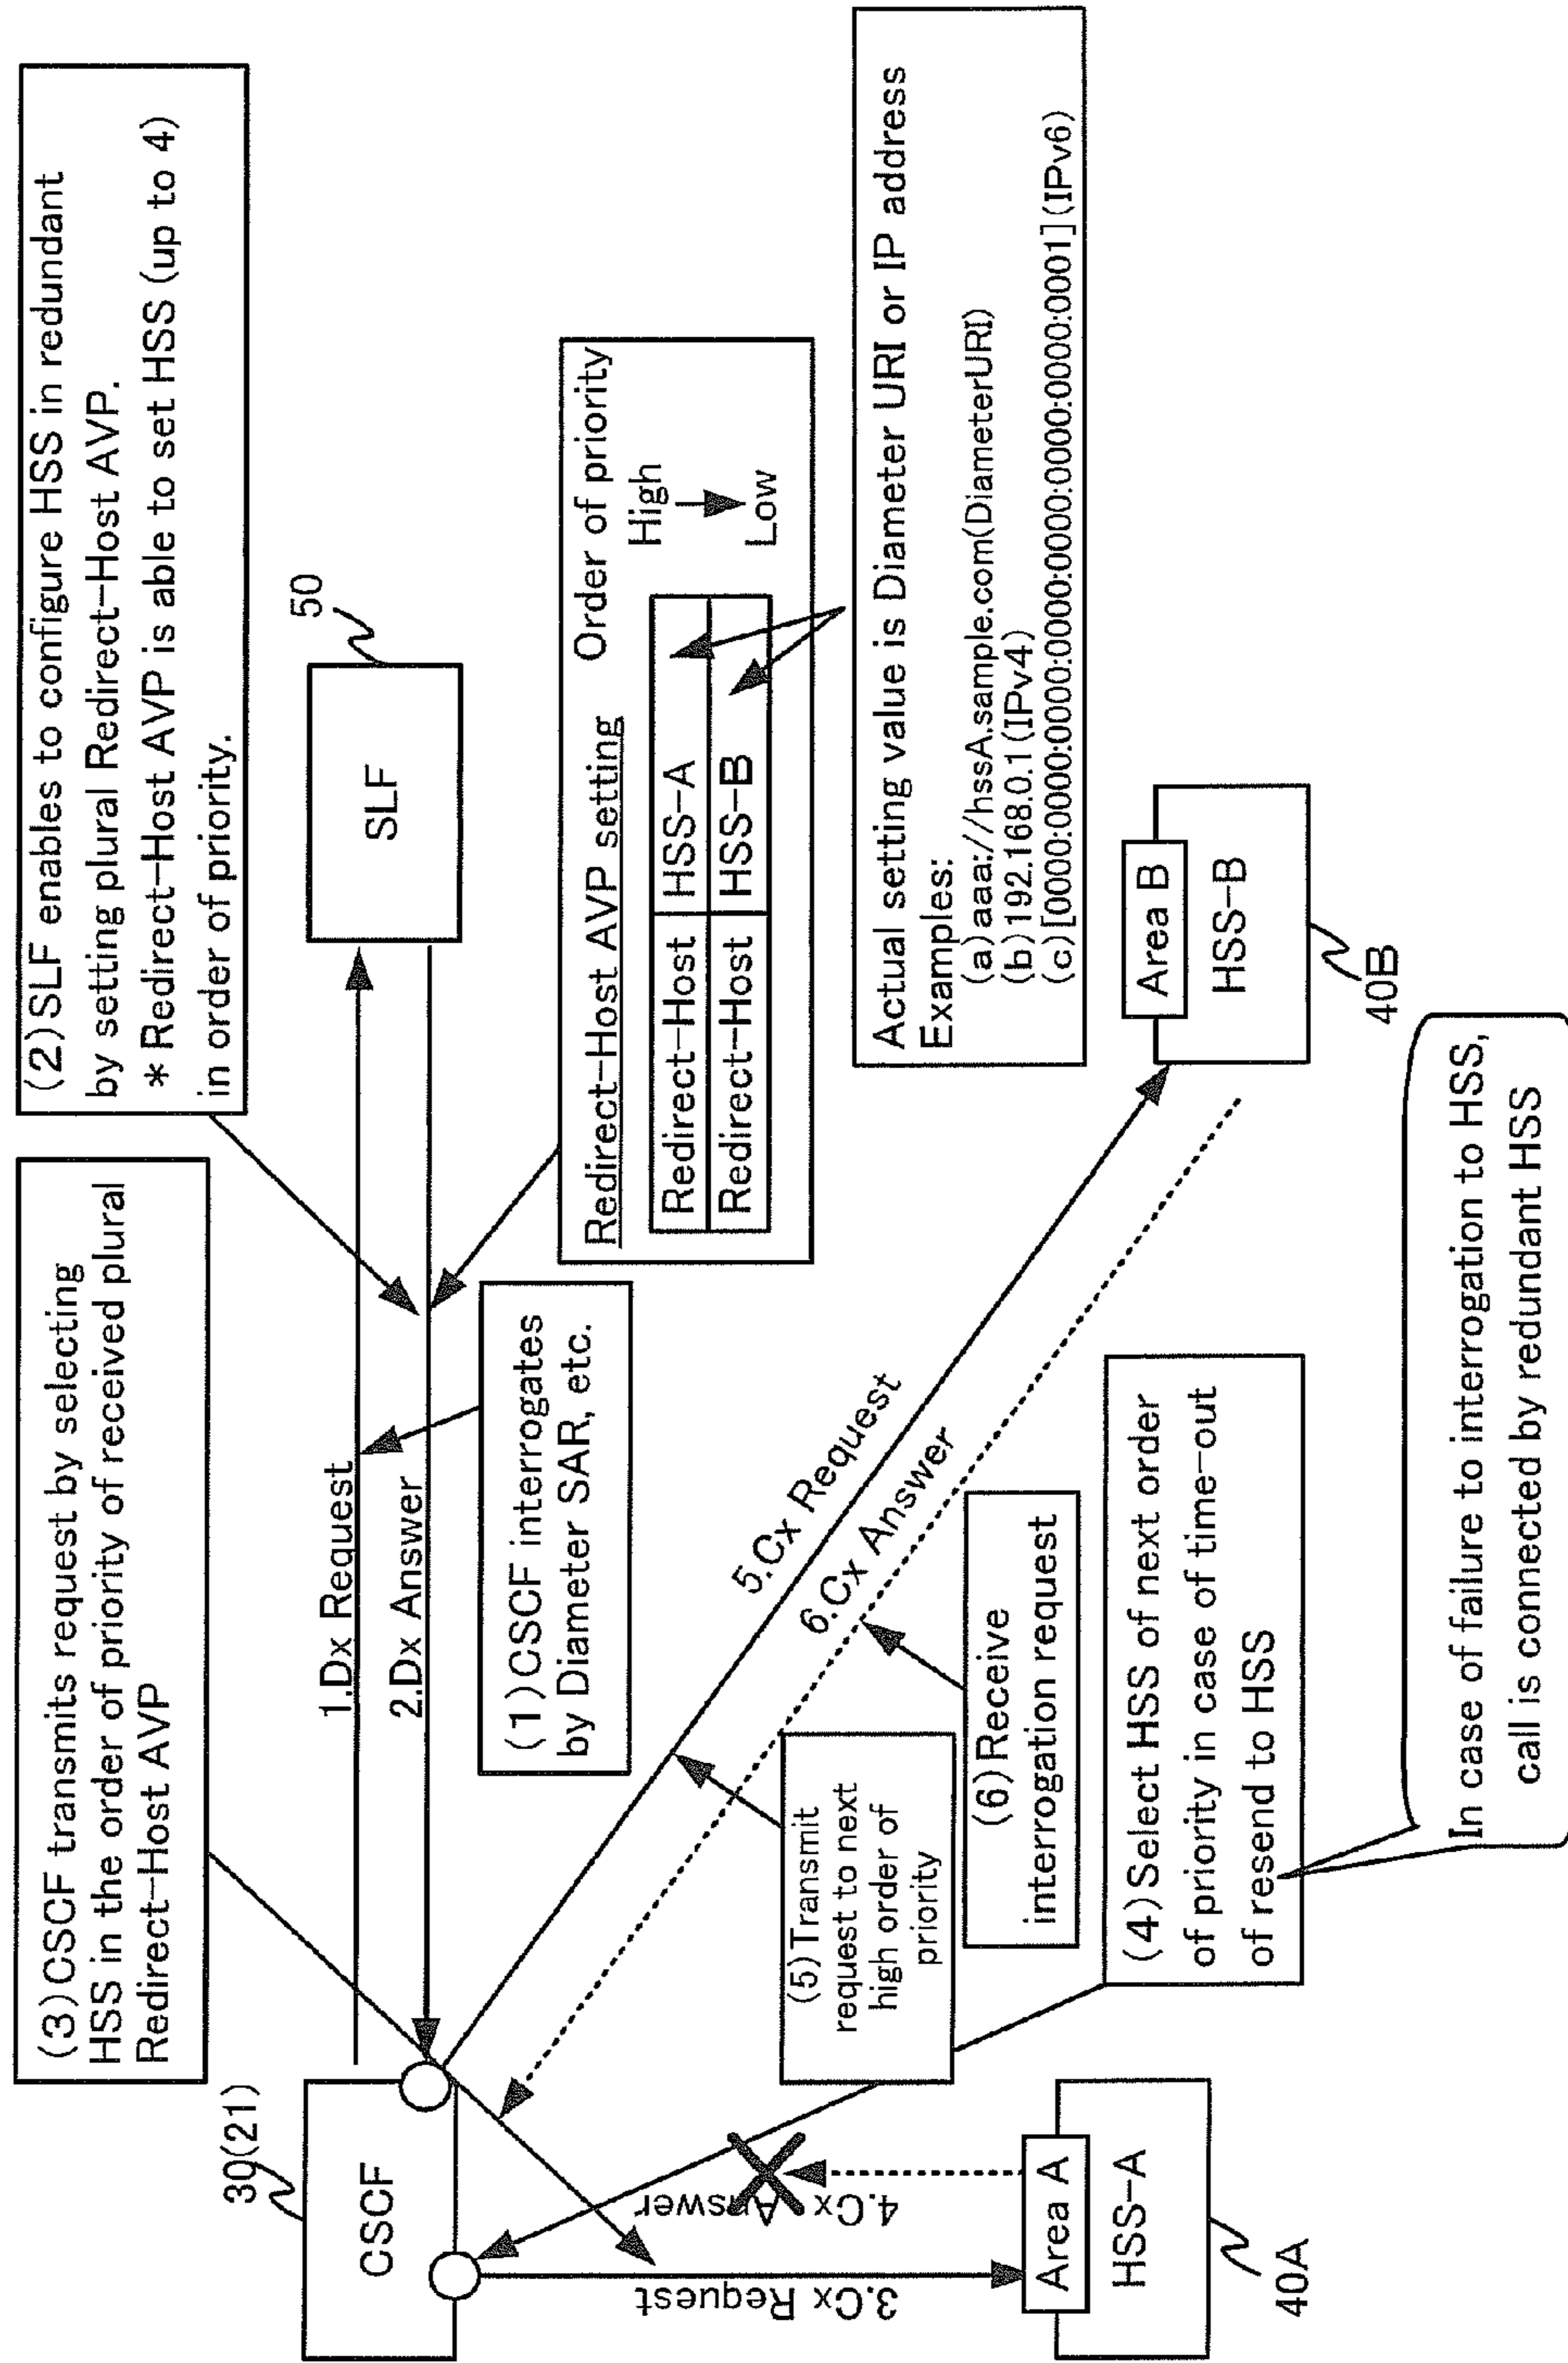 (3)CSCF transmits request by selecting
HSS in the order of priority of received plural
Redirect-Host AVP
(2)SLF enables to configure HSS in redundant
by setting plural Redirect-Host AVP.
*Redirect-Host AVP is able to set HSS (up to 4)
in order of priority.
30(21)
CSCF
1.Dx Request
2.Dx Answer
50
SLF
(1)CSCF interrogates
by Diameter SAR, etc.
Redirect-Host AVP setting
Order of priority
High
Low
Redirect-Host HSS-A
Redirect-Host HSS-B
Actual setting value is Diameter URI or IP address
Examples:
(a)aaa://hssA.sample.com(DiameterURI)
(b)192.168.0.1(IPv4)
(c)[0000:0000:0000:0000:0000:0000:0000:0001](IPv6)
3.Cx Request
4.Cx Answer
5.Cx Request
6.Cx Answer
(5)Transmit
request to next
high order of
priority
(6)Receive
interrogation request
(4)Select HSS of next order
of priority in case of time-out
of resend to HSS
Area A
HSS-A
40A
Area B
HSS-B
40B
In case of failure to interrogation to HSS,
call is connected by redundant HSS